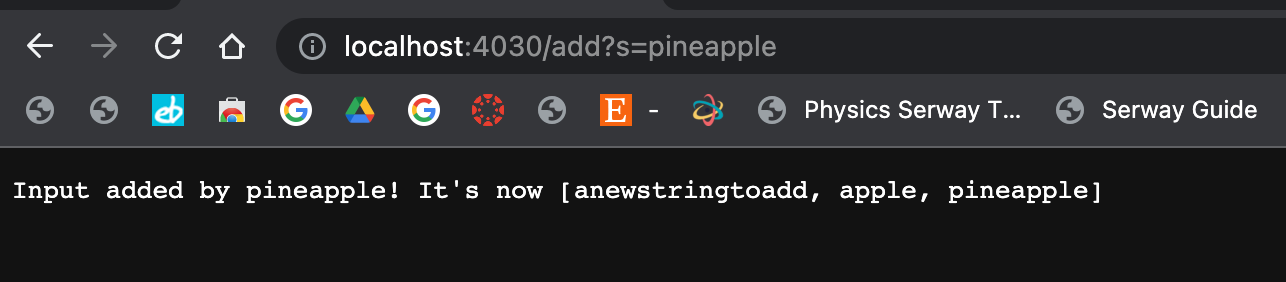 localhost:4030/add?s=pineapple
eb G G E - Physics Serway T... Serway Guide
Input added by pineapple! It's now [anewstringtoadd, apple, pineapple]